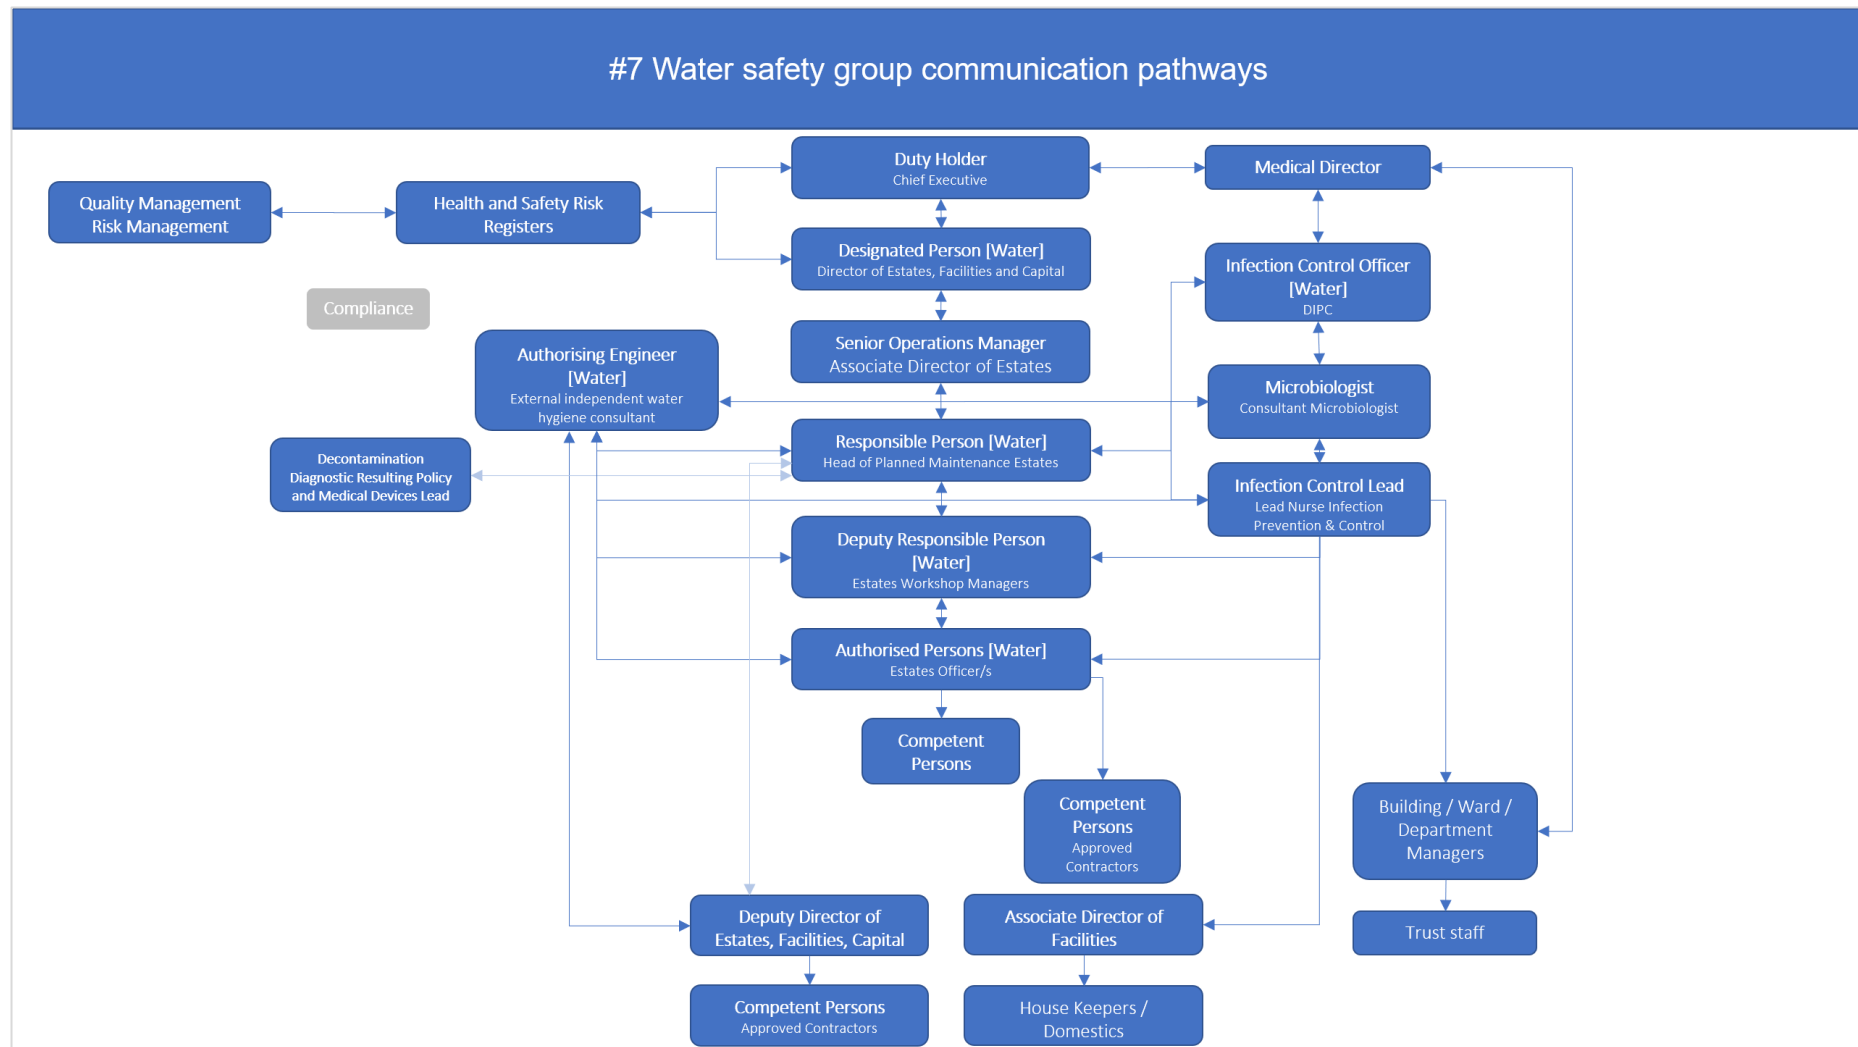 #7 Water safety group communication pathways
Duty Holder
Chief Executive
Medical Director
Quality Management
Risk Management
Health and Safety Risk
Registers
Designated Person [Water]
Director of Estates, Facilities and Capital
Infection Control Officer
[Water]
DIPC
Compliance
Senior Operations Manager
Associate Director of Estates
Authorising Engineer
[Water]
External independent water
hygiene consultant
Microbiologist
Consultant Microbiologist
Responsible Person [Water]
Head of Planned Maintenance Estates
Decontamination
Diagnostic Resulting Policy
and Medical Devices Lead
Infection Control Lead
Lead Nurse Infection
Prevention & Control
Deputy Responsible Person
[Water]
Estates Workshop Managers
Authorised Persons [Water]
Estates Officer/s
Competent
Persons
Competent
Persons
Approved
Contractors
Building / Ward /
Department
Managers
Deputy Director of
Estates, Facilities, Capital
Associate Director of
Facilities
Trust staff
Competent Persons
Approved Contractors
House Keepers /
Domestics